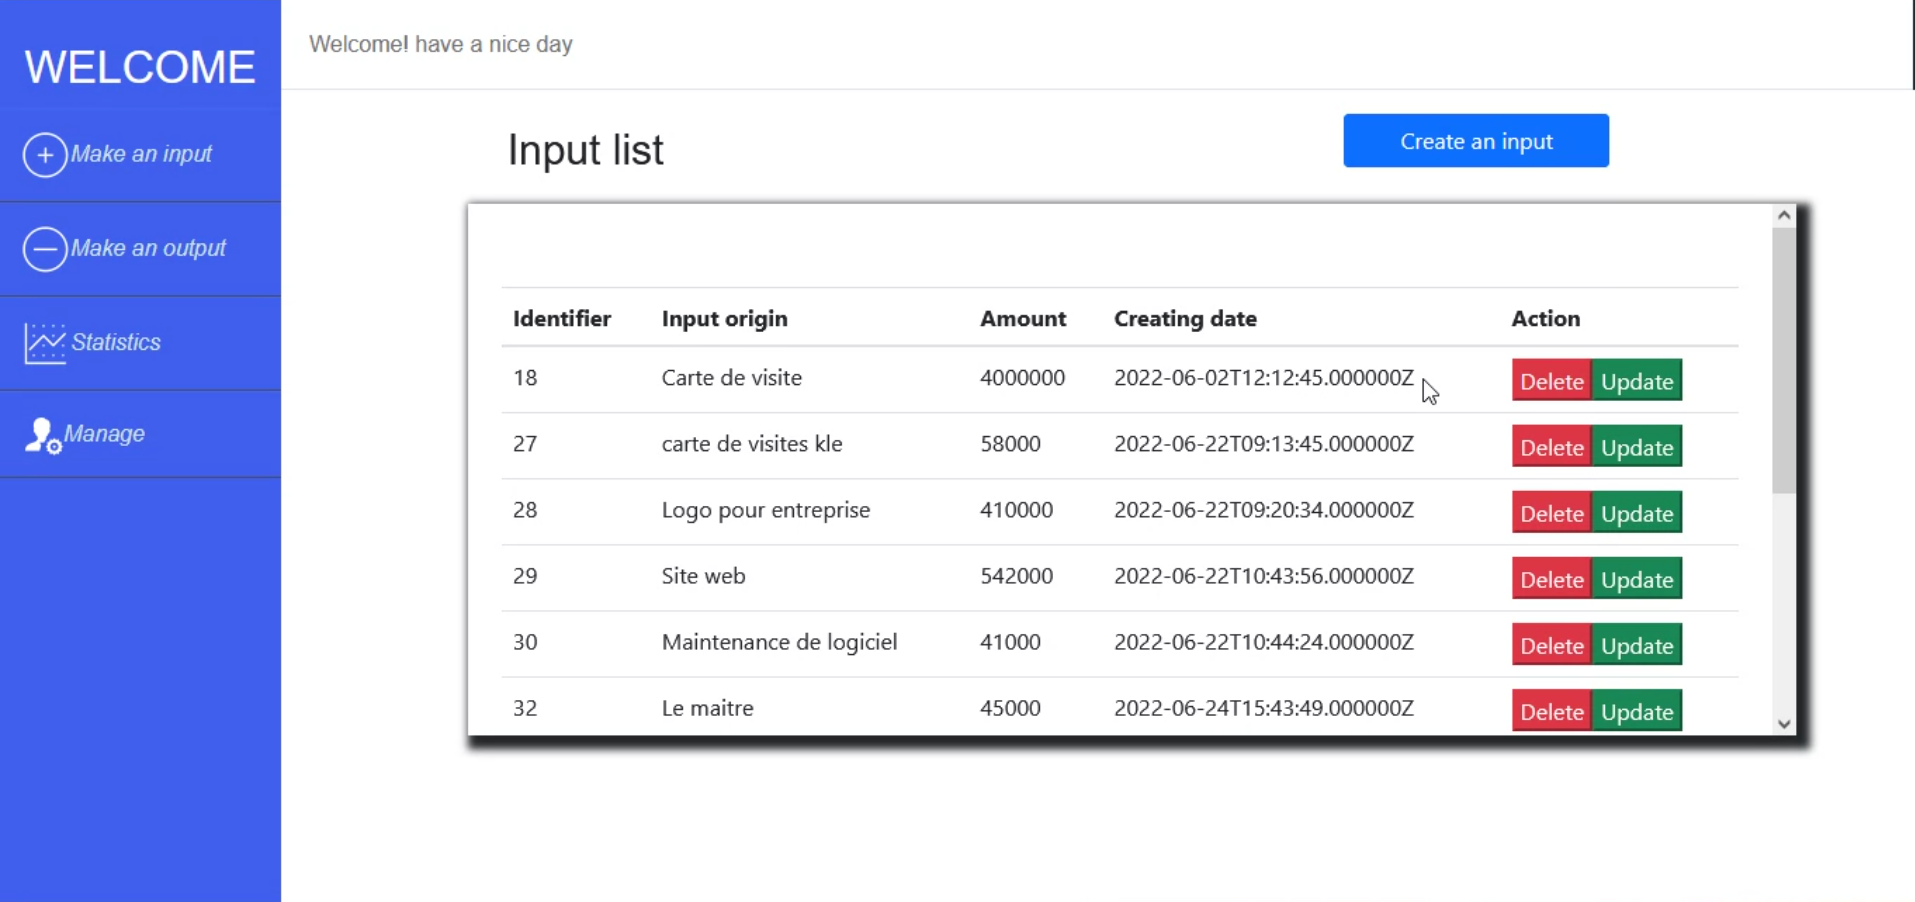 WELCOME
Make an input
Make an output
Statistics
Manage
Welcome! have a nice day
Input list
Create an input
Identifier Input origin Amount Creating date Action
18 Carte de visite 4000000 2022-06-02T12:12:45.000000Z Delete Update
27 carte de visites kle 58000 2022-06-22T09:13:45.000000Z Delete Update
28 Logo pour entreprise 410000 2022-06-22T09:20:34.000000Z Delete Update
29 Site web 542000 2022-06-22T10:43:56.000000Z Delete Update
30 Maintenance de logiciel 41000 2022-06-22T10:44:24.000000Z Delete Update
32 Le maitre 45000 2022-06-24T15:43:49.000000Z Delete Update